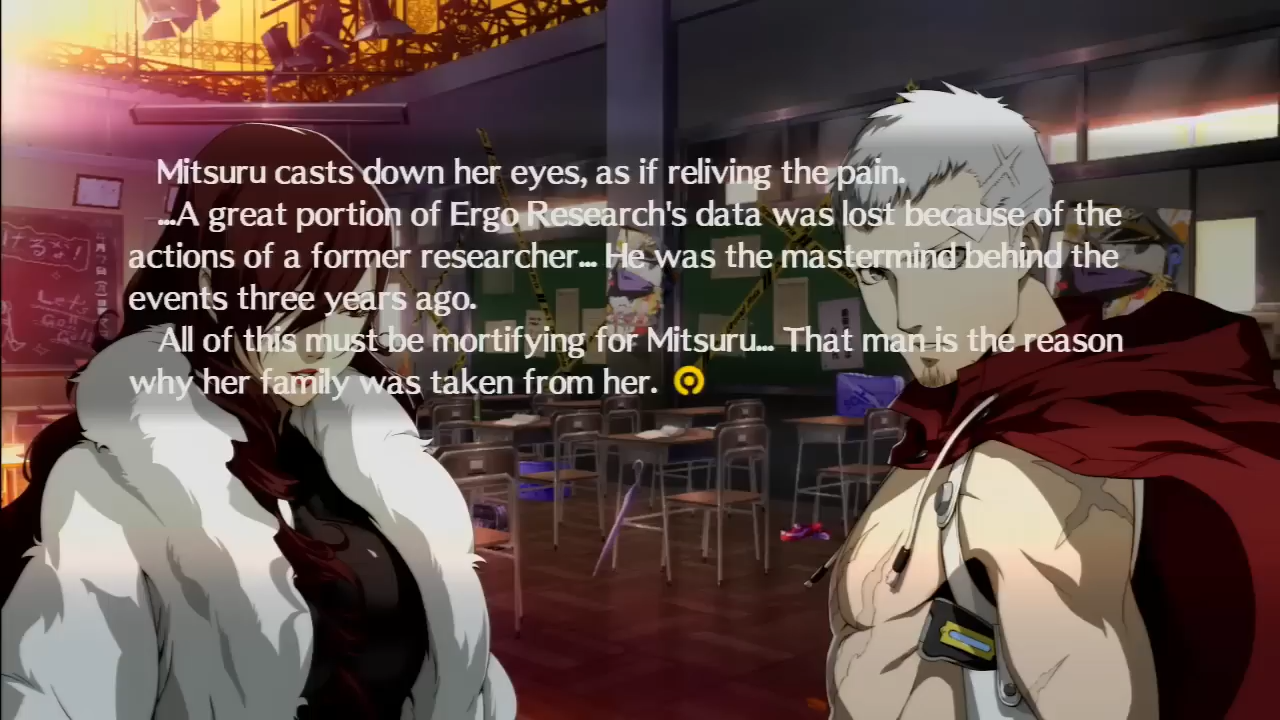 Mitsuru casts down her eyes, as if reliving the pain.
...A great portion of Ergo Research's data was lost because of the
actions of a former researcher... He was the mastermind behind the
events three years ago.
All of this must be mortifying for Mitsuru... That man is the reason
why her family was taken from her.